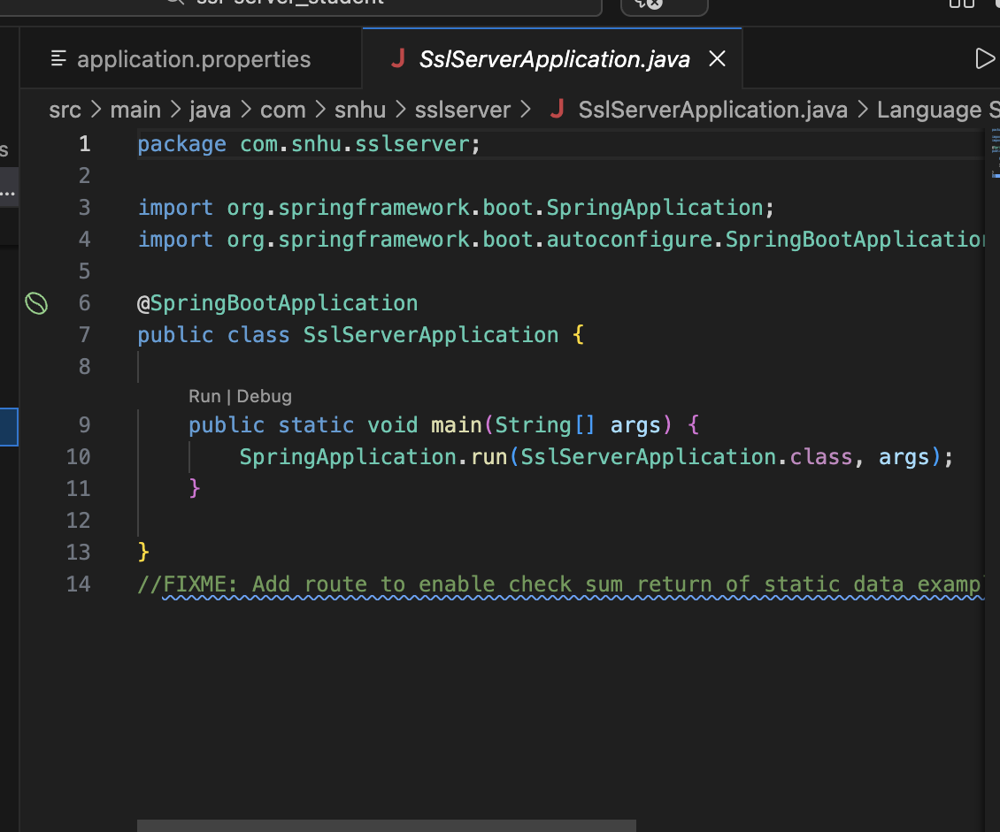 application.properties
J SslServerApplication.java
src > main > java > com > snhu > sslserver > J SslServerApplication.java > Language
1 package com.snhu.sslserver;
2
3 import org.springframework.boot.SpringApplication;
4 import org.springframework.boot.autoconfigure.SpringBootApplication
5
6 @SpringBootApplication
7 public class SslServerApplication {
8
Run | Debug
9 public static void main(String[] args) {
10 SpringApplication.run(SslServerApplication.class, args);
11 }
12
13 }
14 //FIXME: Add route to enable check sum return of static data examp